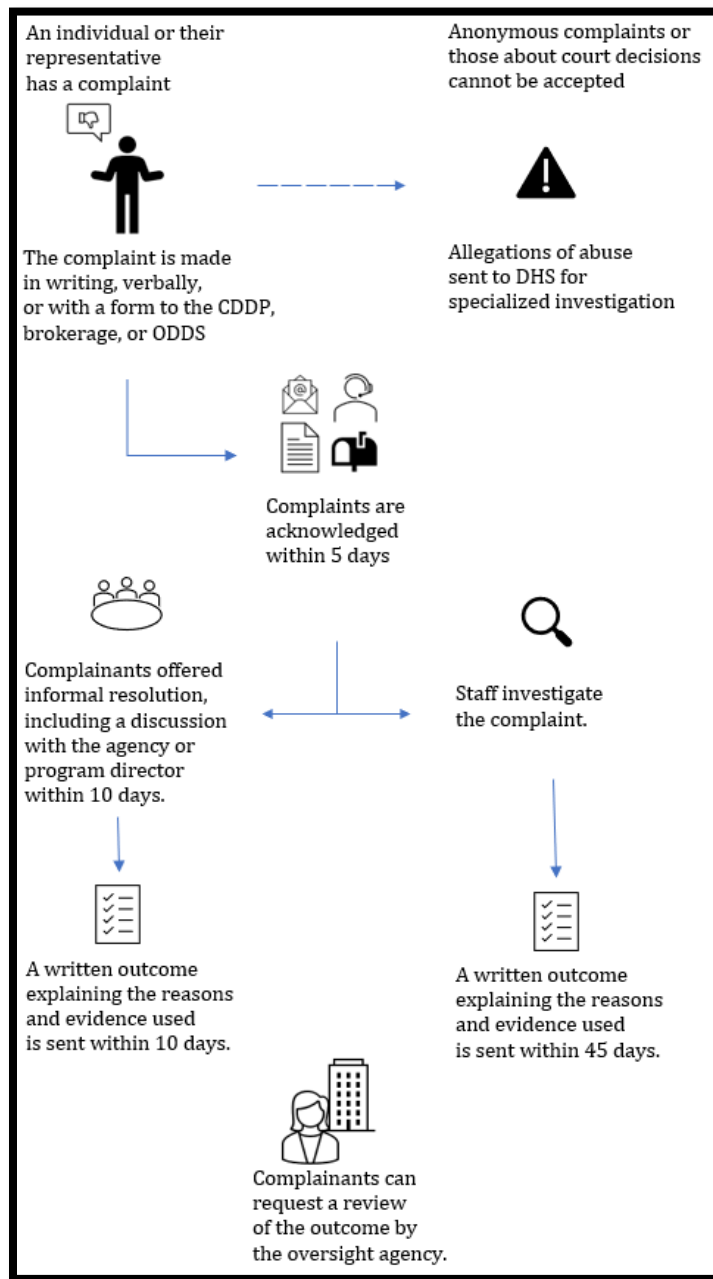 An individual or their
representative
has a complaint
Anonymous complaints or
those about court decisions
cannot be accepted
The complaint is made
in writing, verbally,
or with a form to the CDDP,
brokerage, or ODDS
Allegations of abuse
sent to DHS for
specialized investigation
@
Complaints are
acknowledged
within 5 days
Complainants offered
informal resolution,
including a discussion
with the agency or
program director
within 10 days.
Staff investigate
the complaint.
A written outcome
explaining the reasons
and evidence used
is sent within 10 days.
A written outcome
explaining the reasons
and evidence used
is sent within 45 days.
Complainants can
request a review
of the outcome by
the oversight agency.